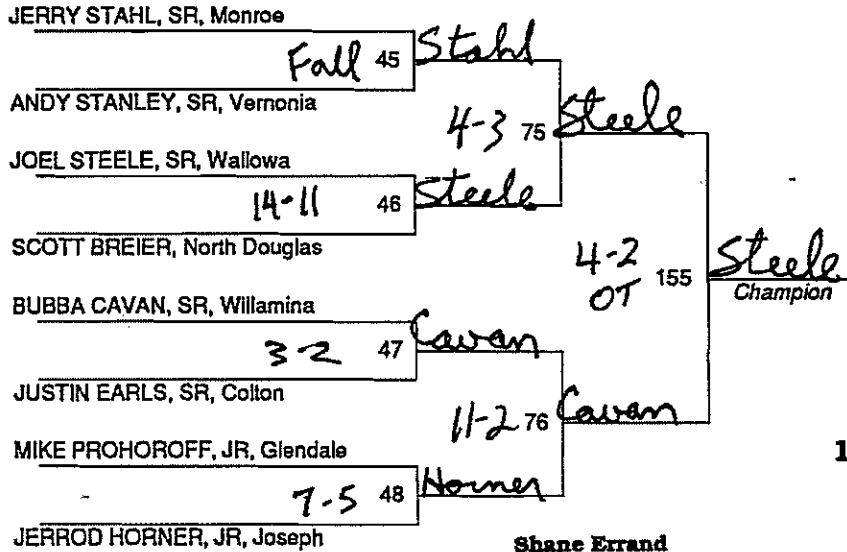 JERRY STAHL, SR, Monroe
Fall 45 Stahl
ANDY STANLEY, SR, Vernonia
4-3 75 Steele
JOEL STEELE, SR, Wallowa
14-11 46 Steele
SCOTT BREIER, North Douglas
4-2 OT 155 Steele
Champion
BUBBA CAVAN, SR, Willamina
3-2 47 Cavan
JUSTIN EARLS, SR, Colton
11-2 76 Cavan
MIKE PROHOROFF, JR, Glendale
1
7-5 48 Horner
JERROD HORNER, JR, Joseph
Shane Errand